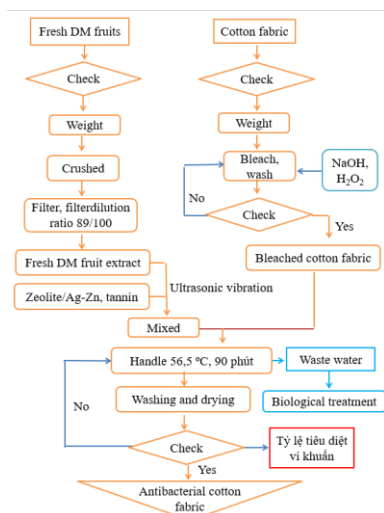 Fresh DM fruits
Cotton fabric
Check
Check
Weight
Weight
Crushed
Bleach,
wash
NaOH,
H₂O₂
No
Filter, filterdilution
ratio 89/100
Check
Yes
Fresh DM fruit extract
Bleached cotton fabric
Ultrasonic vibration
Zeolite/Ag-Zn, tannin
Mixed
Handle 56,5 ºC, 90 phút
Waste water
No
Washing and drying
Biological treatment
Check
Tỷ lệ tiêu diệt
vi khuẩn
Yes
Antibacterial cotton
fabric